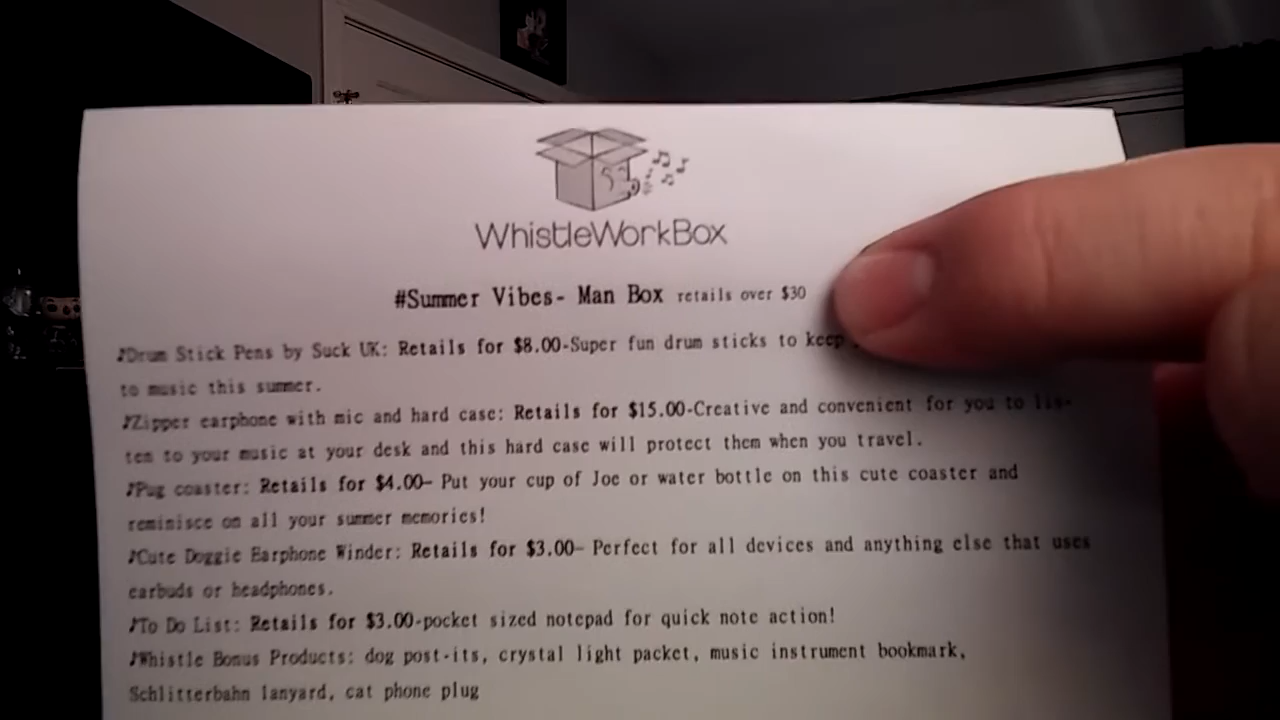 WhistleWorkBox
#Summer Vibes- Man Box retails over $30
♪Drum Stick Pens by Suck UK: Retails for $8.00-Super fun drum sticks to keep
to music this summer.
♪Zipper earphone with mic and hard case: Retails for $15.00-Creative and convenient for you to lis-
ten to your music at your desk and this hard case will protect them when you travel.
♪Pug coaster: Retails for $4.00- Put your cup of Joe or water bottle on this cute coaster and
reminisce on all your summer memories!
♪Cute Doggie Earphone Winder: Retails for $3.00- Perfect for all devices and anything else that uses
earbuds or headphones.
♪To Do List: Retails for $3.00-pocket sized notepad for quick note action!
♪Whistle Bonus Products: dog post-its, crystal light packet, music instrument bookmark,
Schlitterbahn lanyard, cat phone plug